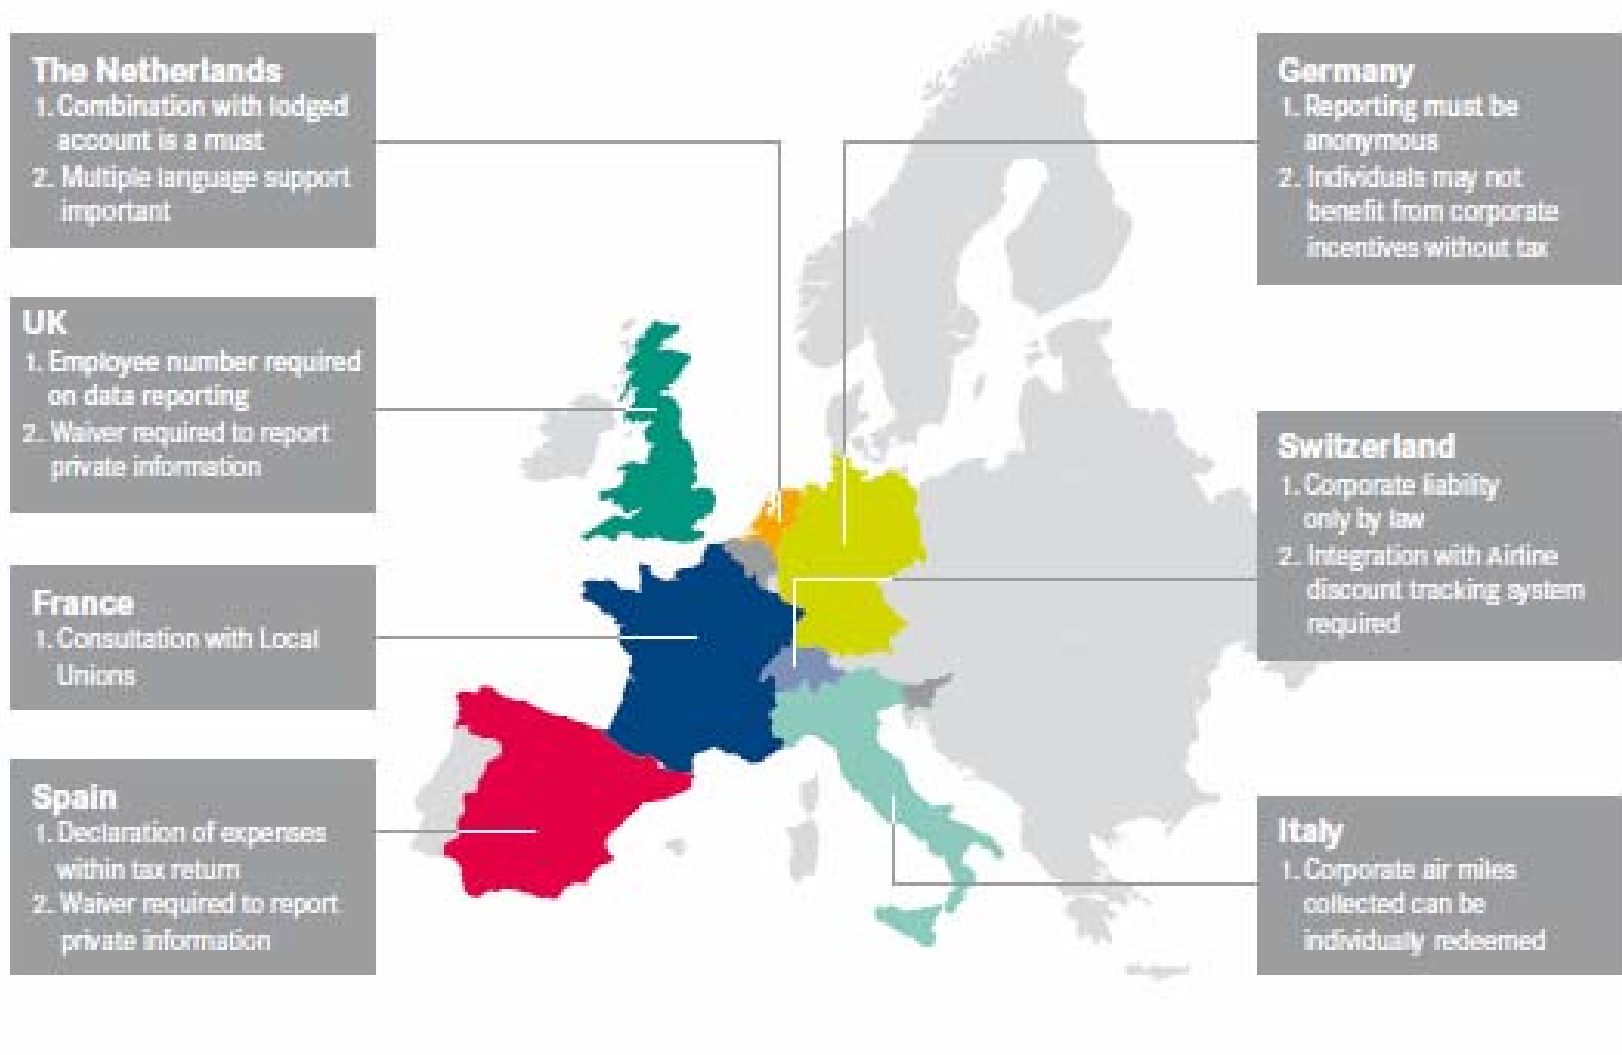 The Netherlands
1. Combination with lodged
account is a must
2. Multiple language support
important
UK
1. Employee number required
on data reporting
2. Waiver required to report
private information
France
1. Consultation with Local
Unions
Spain
1. Declaration of expenses
within tax return
2. Waiver required to report
private information
Germany
1. Reporting must be
anonymous
2. Individuals may not
benefit from corporate
incentives without tax
Switzerland
1. Corporate liability
only by law
2. Integration with Airline
discount tracking system
required
Italy
1. Corporate air miles
collected can be
individually redeemed